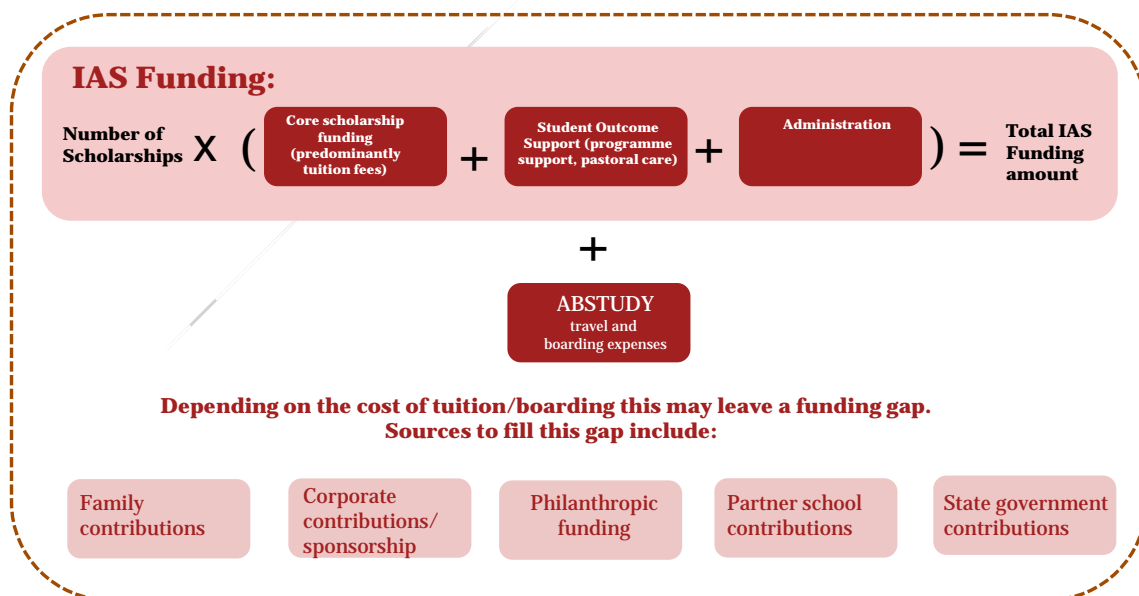 IAS Funding:
Number of
Scholarships
X
(
Core scholarship
funding
(predominantly
tuition fees)
+
Student Outcome
Support (programme
support, pastoral care)
+
Administration
)
=
Total IAS
Funding
amount
+
ABSTUDY
travel and
boarding expenses
Depending on the cost of tuition/boarding this may leave a funding gap.
Sources to fill this gap include:
Family
contributions
Corporate
contributions/
sponsorship
Philanthropic
funding
Partner school
contributions
State government
contributions